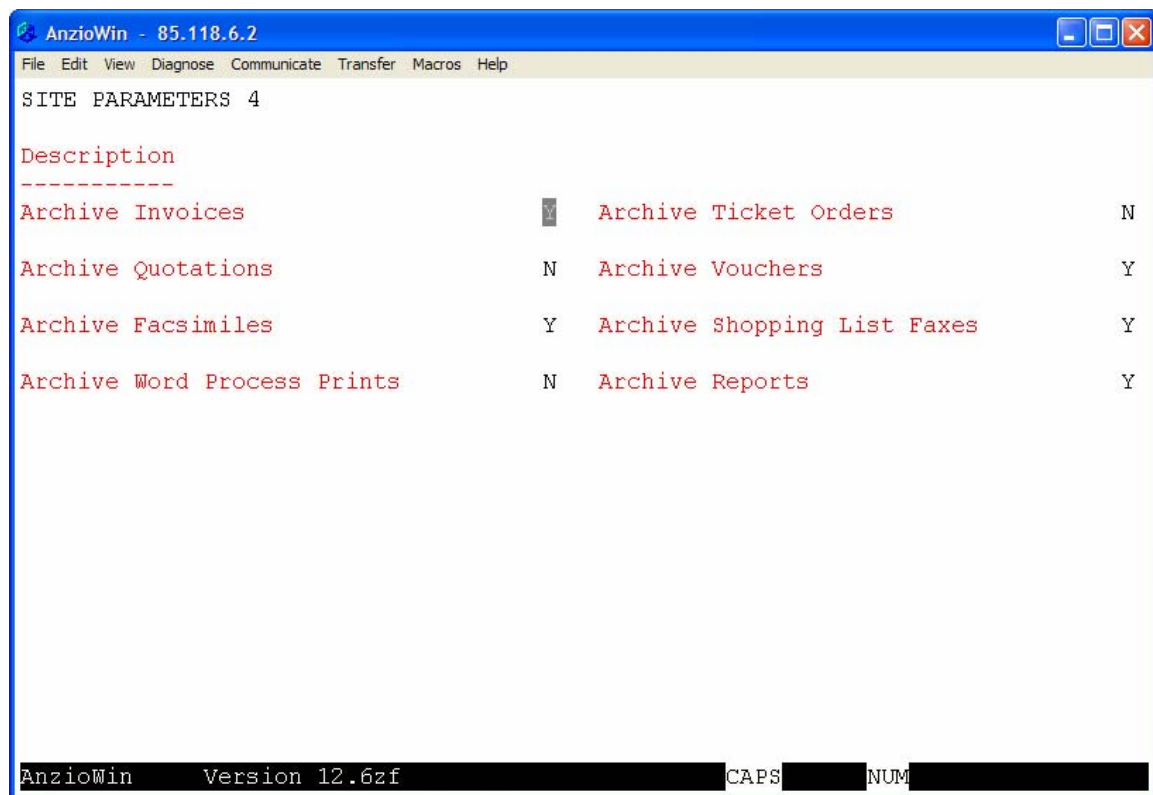 AnzioWin - 85.118.6.2
File Edit View Diagnose Communicate Transfer Macros Help
SITE PARAMETERS 4
Description
-----------
Archive Invoices Y Archive Ticket Orders N
Archive Quotations N Archive Vouchers Y
Archive Facsimiles Y Archive Shopping List Faxes Y
Archive Word Process Prints N Archive Reports Y
AnzioWin Version 12.6zf CAPS NUM